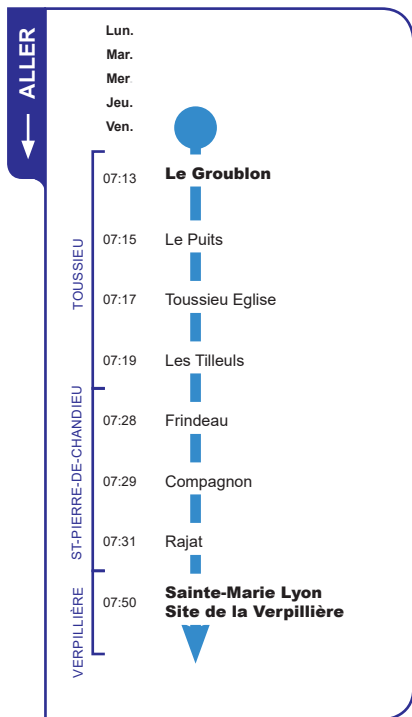 ALLER
Lun.
Mar.
Mer
Jeu.
Ven.
TOUSSIEU
07:13 Le Groublon
07:15 Le Puits
07:17 Toussieu Eglise
07:19 Les Tilleuls
ST-PIERRE-DE-CHANDIEU
07:28 Frindeau
07:29 Compagnon
07:31 Rajat
VERPILLIÈRE
07:50 Sainte-Marie Lyon
Site de la Verpillière